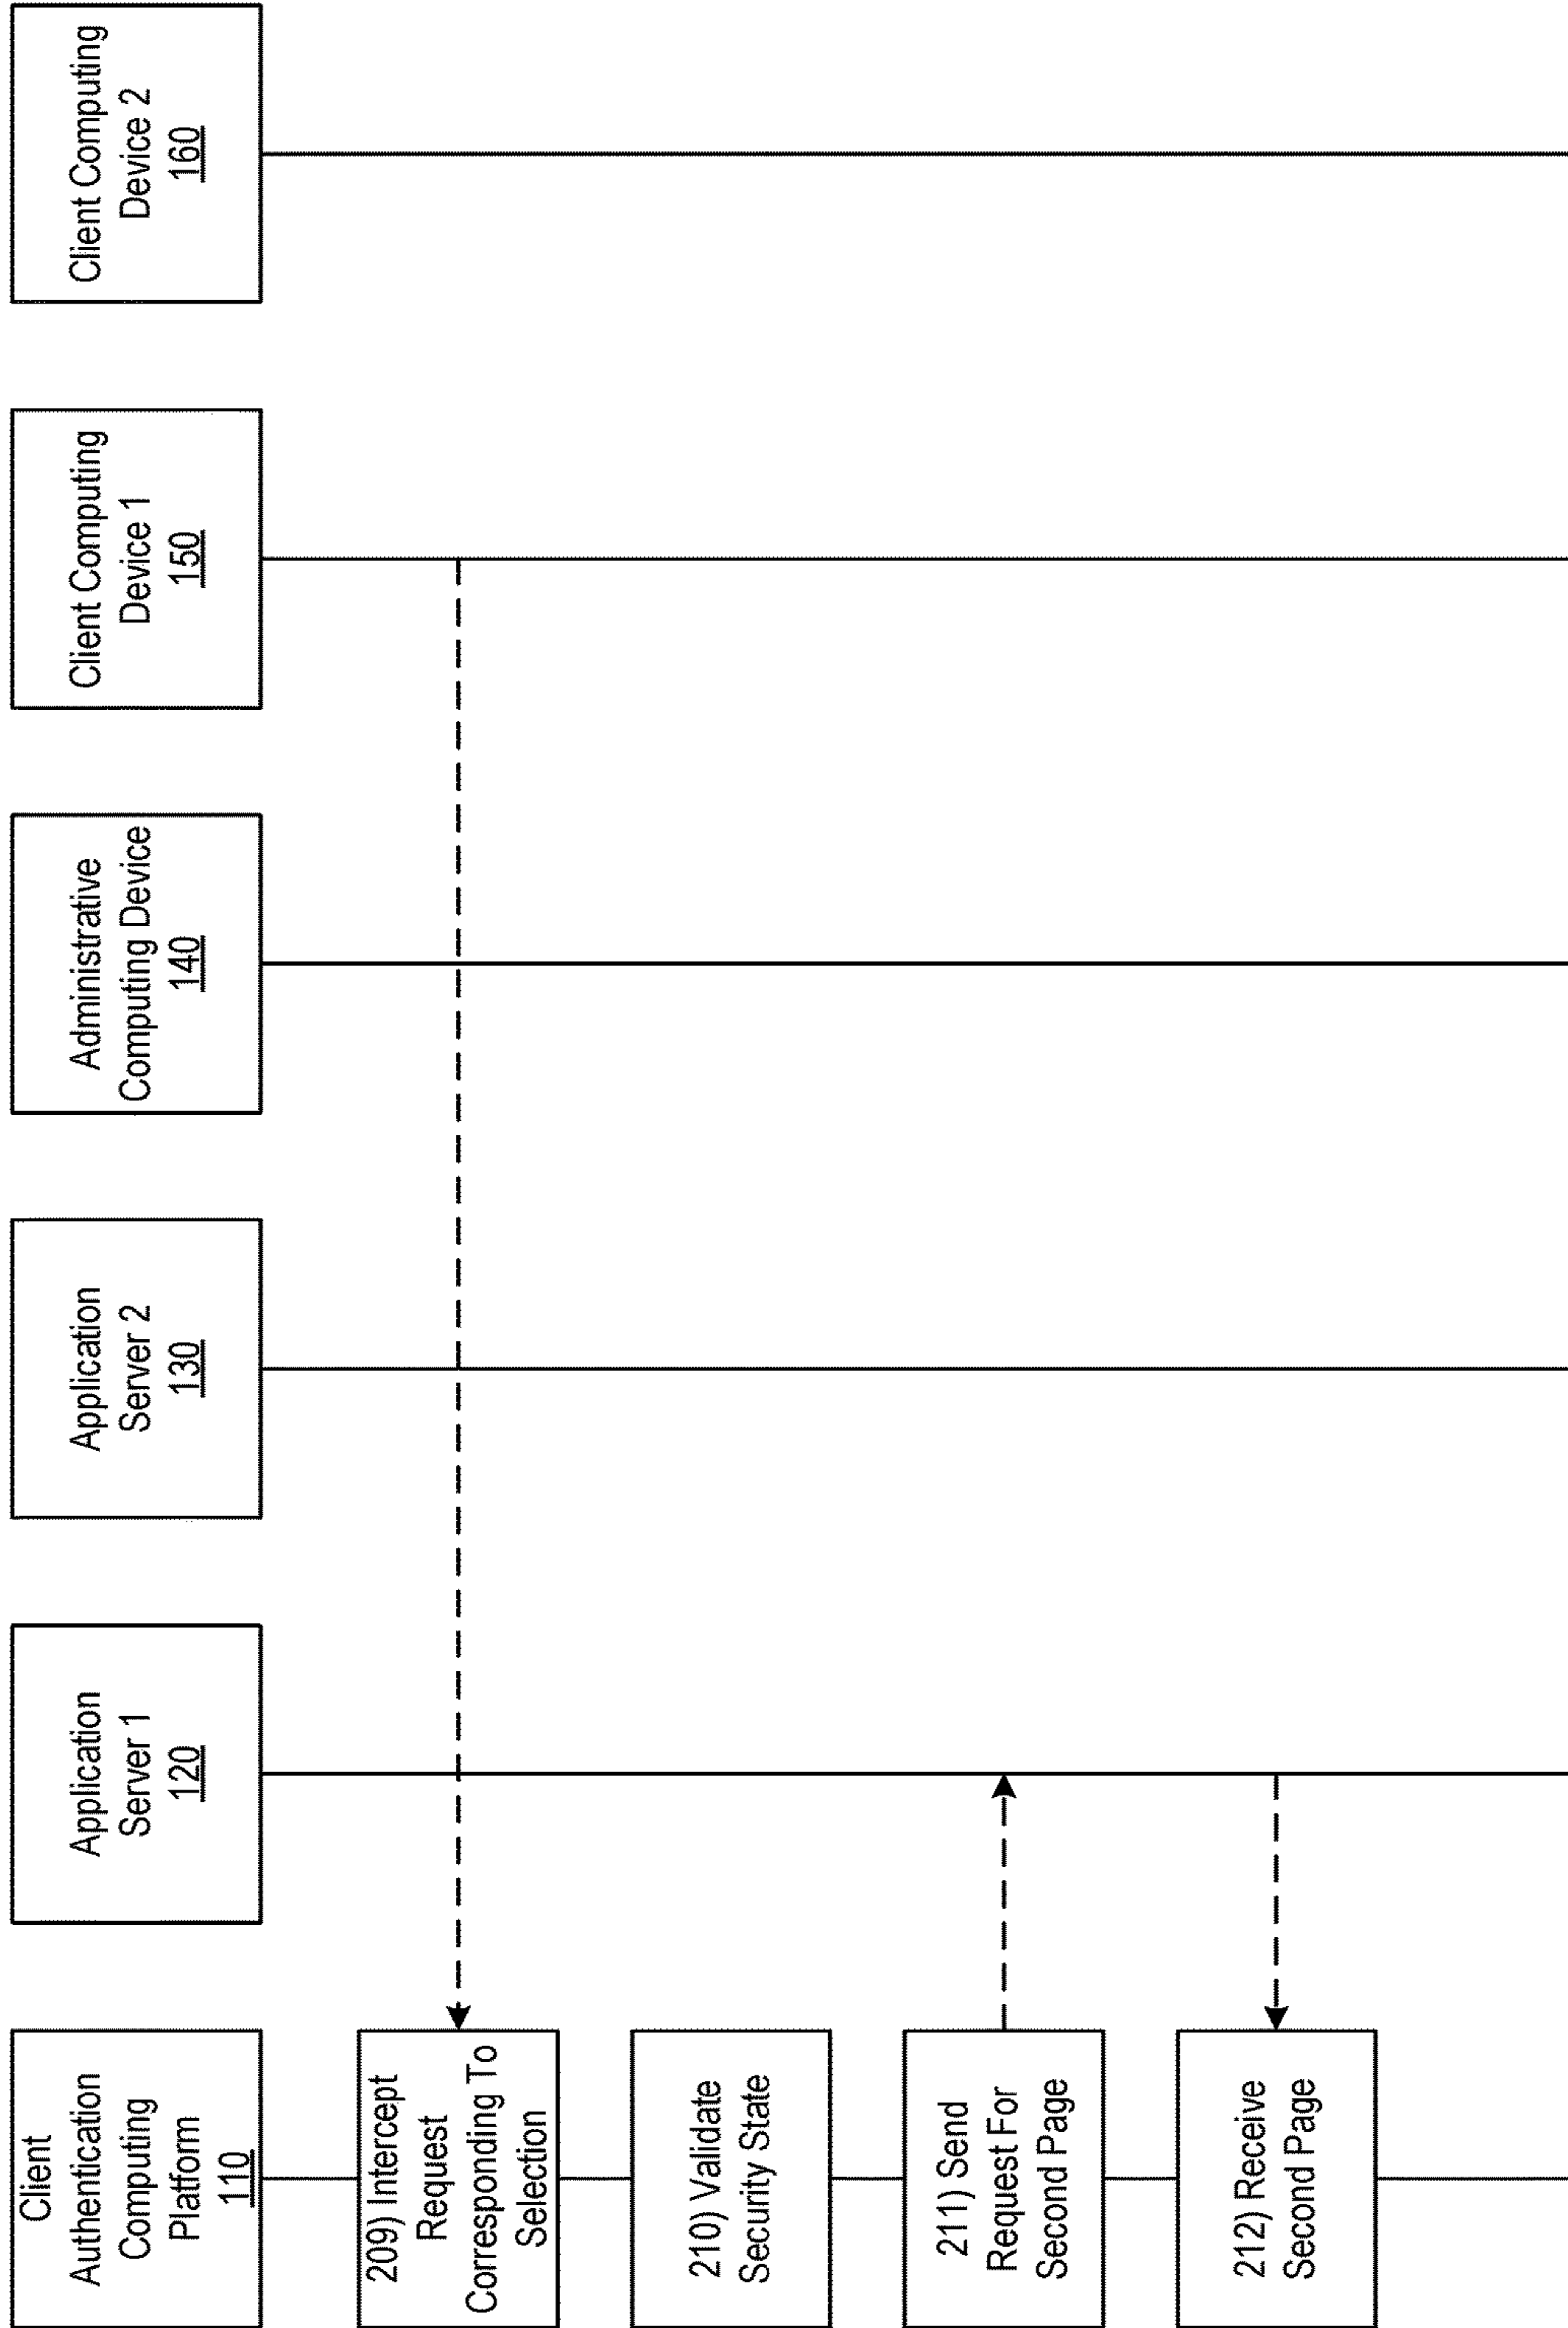 Client
Authentication
Computing
Platform
110
Application
Server 1
120
Application
Server 2
130
Administrative
Computing Device
140
Client Computing
Device 1
150
Client Computing
Device 2
160
209) Intercept
Request
Corresponding To
Selection
210) Validate
Security State
211) Send
Request For
Second Page
212) Receive
Second Page